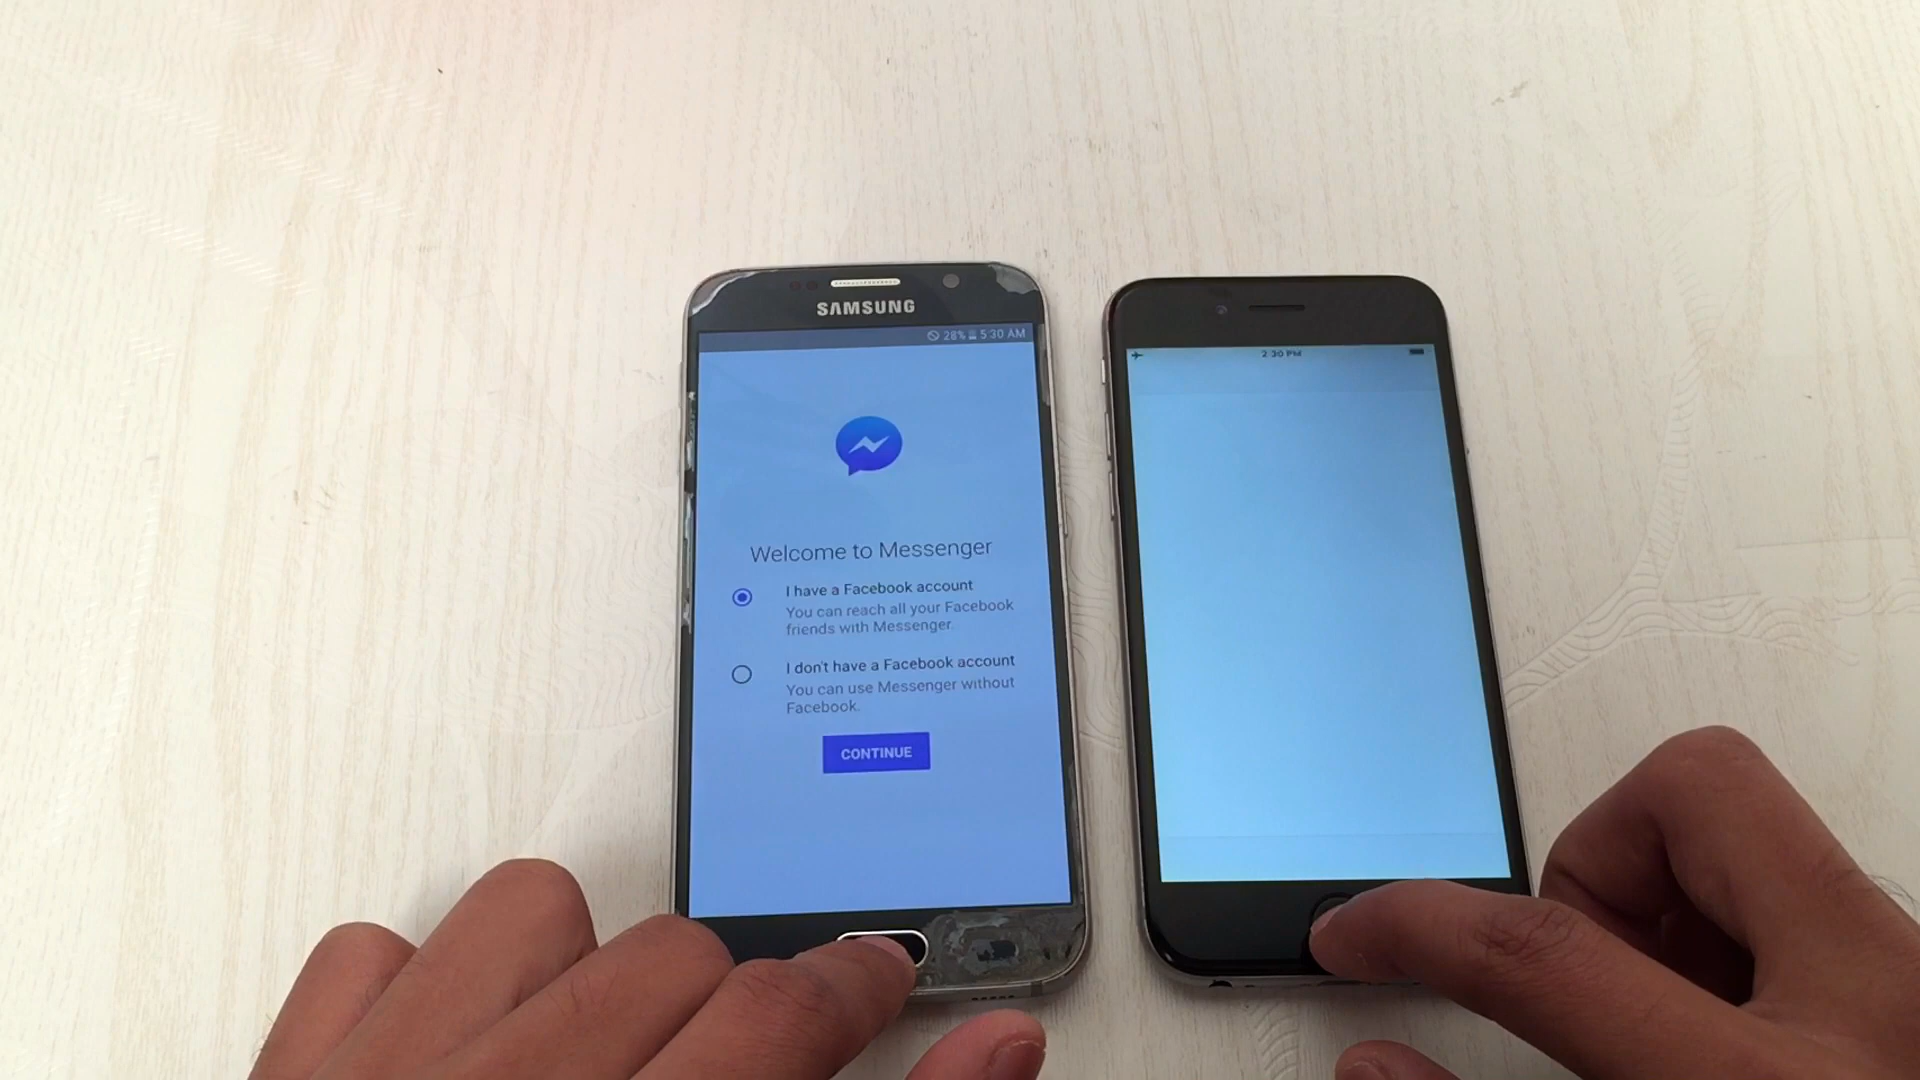 SAMSUNG
28% 5:30 AM
Welcome to Messenger
I have a Facebook account
You can reach all your Facebook
friends with Messenger.
I don't have a Facebook account
You can use Messenger without
Facebook.
CONTINUE
2:30 PM